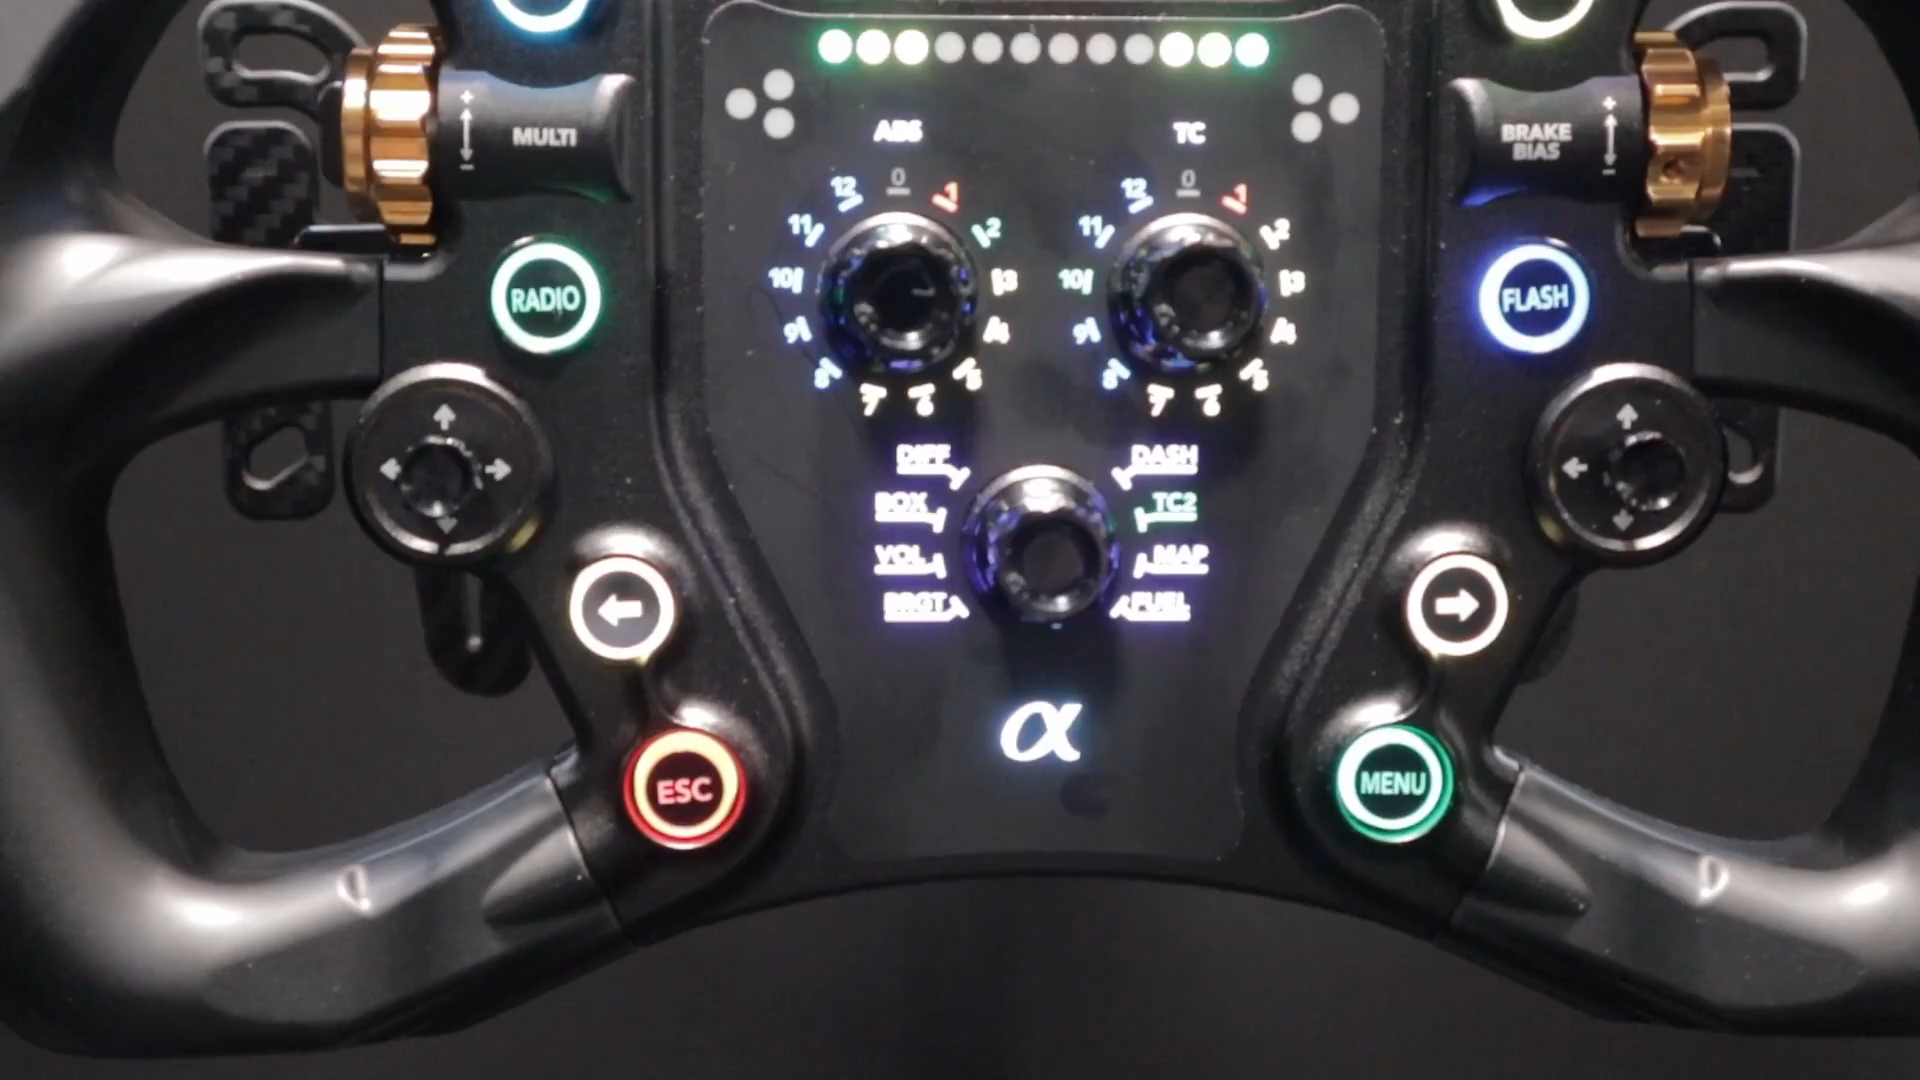 MULTI
+
-
ABS
0
1
2
3
4
5
6
7
8
9
10
11
12
TC
0
1
2
3
4
5
6
7
8
9
10
11
12
BRAKE
BIAS
+
-
RADIO
FLASH
DIFF
BOX
VOL
BRGT
DASH
TC2
MAP
FUEL
α
ESC
MENU